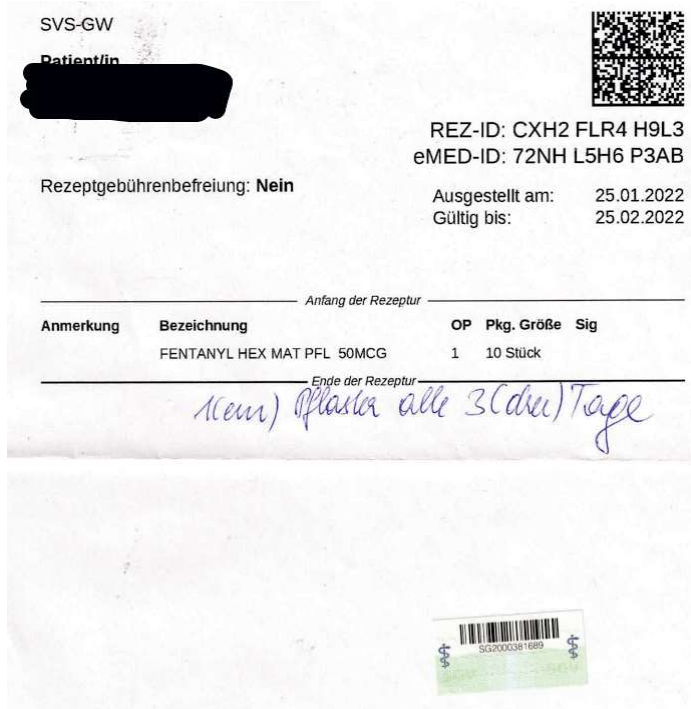 SVS-GW
Patient/in
REZ-ID: CXH2 FLR4 H9L3
eMED-ID: 72NH L5H6 P3AB
Rezeptgebührenbefreiung: Nein
Ausgestellt am: 25.01.2022
Gültig bis: 25.02.2022
Anfang der Rezeptur
Anmerkung Bezeichnung OP Pkg. Größe Sig
FENTANYL HEX MAT PFL 50MCG 1 10 Stück
Ende der Rezeptur
1(ein) Pflaster alle 3(drei) Tage
SG2000381689